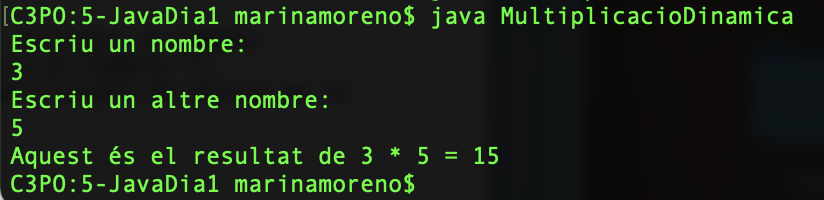 [C3PO:5-JavaDia1 marinamoreno$ java MultiplicacioDinamica
Escriu un nombre:
3
Escriu un altre nombre:
5
Aquest és el resultat de 3 * 5 = 15
C3PO:5-JavaDia1 marinamoreno$